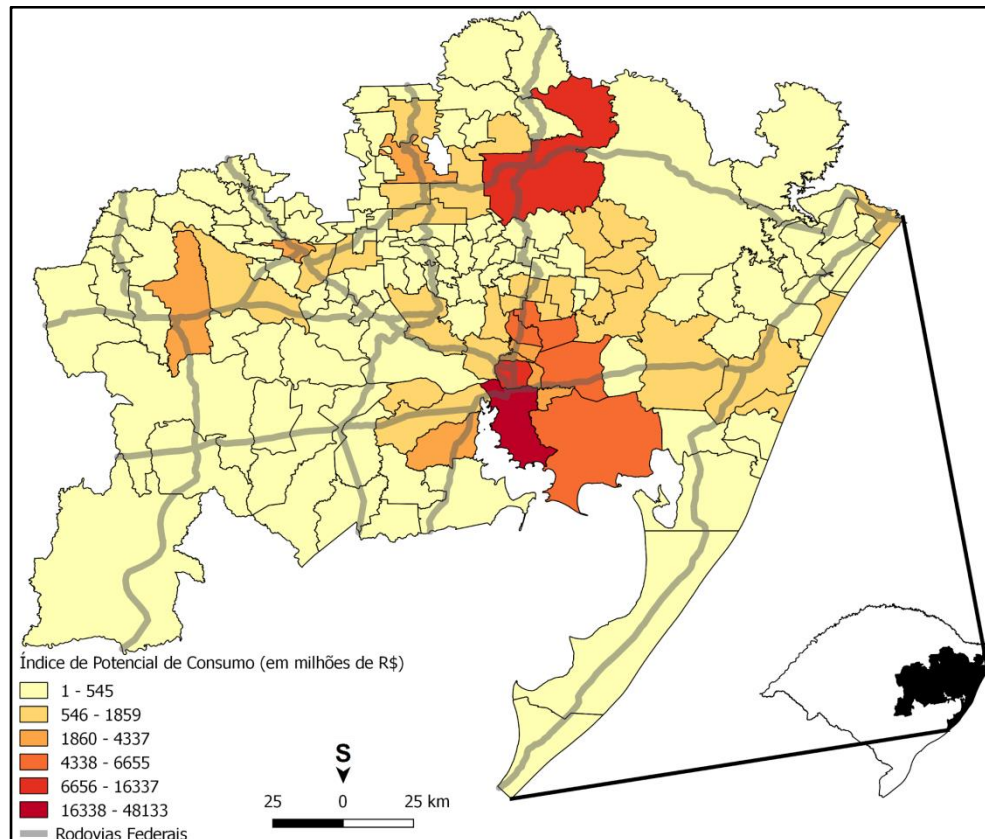 Índice de Potencial de Consumo (em milhões de R$)
1 - 545
546 - 1859
1860 - 4337
4338 - 6655
6656 - 16337
16338 - 48133
Rodovias Federais
S
25 0 25 km